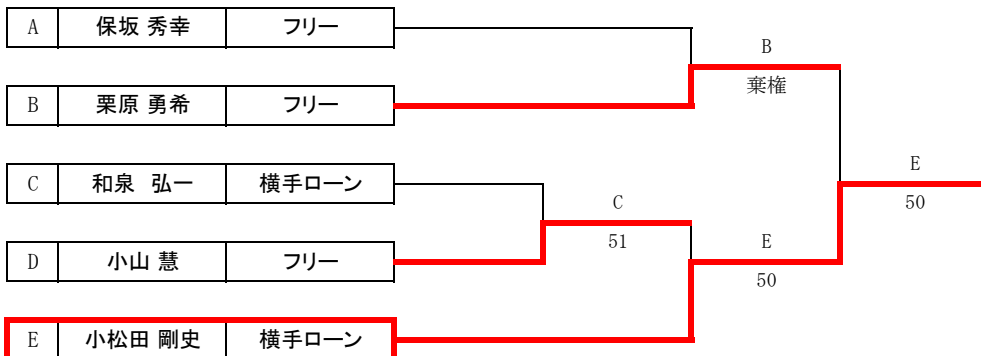 A 保坂 秀幸 フリー
B
棄権
B 栗原 勇希 フリー
E
50
C 和泉 弘一 横手ローン
C
51
D 小山 慧 フリー
E
50
E 小松田 剛史 横手ローン